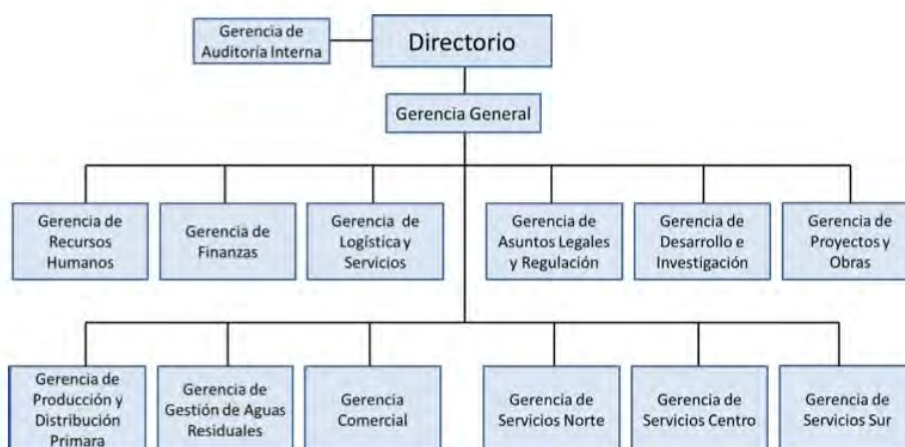 Gerencia de
Auditoría Interna
Directorio
Gerencia General
Gerencia de
Recursos
Humanos
Gerencia de
Finanzas
Gerencia de
Logística y
Servicios
Gerencia de
Asuntos Legales
y Regulación
Gerencia de
Desarrollo e
Investigación
Gerencia de
Proyectos y
Obras
Gerencia de
Producción y
Distribución
Primara
Gerencia de
Gestión de Aguas
Residuales
Gerencia
Comercial
Gerencia de
Servicios Norte
Gerencia de
Servicios Centro
Gerencia de
Servicios Sur